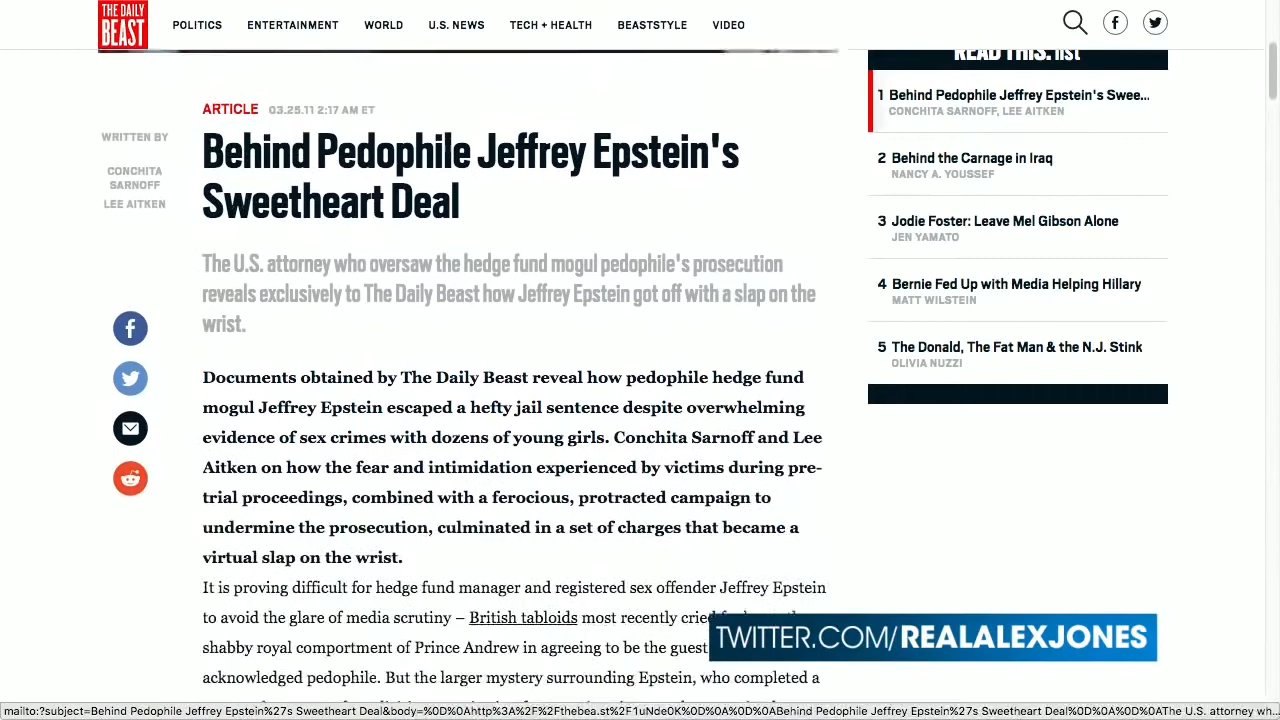 THE DAILY
BEAST
POLITICS
ENTERTAINMENT
WORLD
U.S. NEWS
TECH + HEALTH
BEASTSTYLE
VIDEO
ARTICLE 03.25.11 2:17 AM ET
WRITTEN BY
CONCHITA
SARNOFF
LEE AITKEN
Behind Pedophile Jeffrey Epstein's
Sweetheart Deal
The U.S. attorney who oversaw the hedge fund mogul pedophile's prosecution
reveals exclusively to The Daily Beast how Jeffrey Epstein got off with a slap on the
wrist.
Documents obtained by The Daily Beast reveal how pedophile hedge fund
mogul Jeffrey Epstein escaped a hefty jail sentence despite overwhelming
evidence of sex crimes with dozens of young girls. Conchita Sarnoff and Lee
Aitken on how the fear and intimidation experienced by victims during pre-
trial proceedings, combined with a ferocious, protracted campaign to
undermine the prosecution, culminated in a set of charges that became a
virtual slap on the wrist.
It is proving difficult for hedge fund manager and registered sex offender Jeffrey Epstein
to avoid the glare of media scrutiny – British tabloids most recently cried
shabby royal comportment of Prince Andrew in agreeing to be the guest
acknowledged pedophile. But the larger mystery surrounding Epstein, who completed a
READ THIS. list
1 Behind Pedophile Jeffrey Epstein's Swee...
CONCHITA SARNOFF, LEE AITKEN
2 Behind the Carnage in Iraq
NANCY A. YOUSSEF
3 Jodie Foster: Leave Mel Gibson Alone
JEN YAMATO
4 Bernie Fed Up with Media Helping Hillary
MATT WILSTEIN
5 The Donald, The Fat Man & the N.J. Stink
OLIVIA NUZZI
TWITTER.COM/REALALEXJONES
mailto:?subject=Behind Pedophile Jeffrey Epstein%27s Sweetheart Deal&body=%0D%0Ahttp%3A%2F%2Fthebea.st%2F1uNde0K%0D%0A%0D%0ABehind Pedophile Jeffrey Epstein%27s Sweetheart Deal%0D%0A%0D%0AThe U.S. attorney wh...